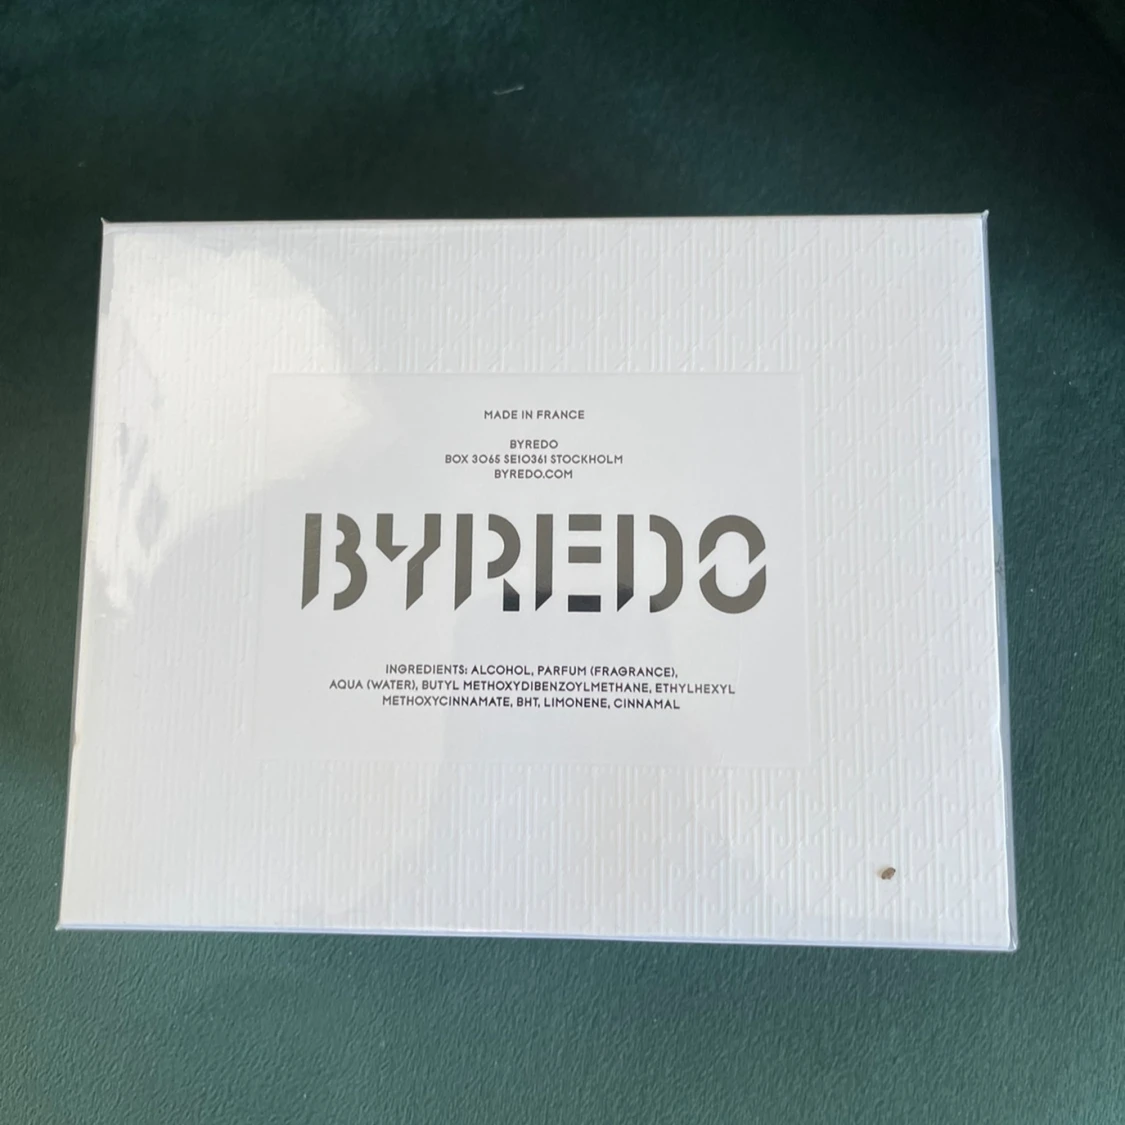 MADE IN FRANCE
BYREDO
BOX 3065 SE10361 STOCKHOLM
BYREDO.COM
BYREDO
INGREDIENTS: ALCOHOL, PARFUM (FRAGRANCE),
AQUA (WATER), BUTYL METHOXYDIBENZOYLMETHANE, ETHYLHEXYL
METHOXYCINNAMATE, BHT, LIMONENE, CINNAMAL